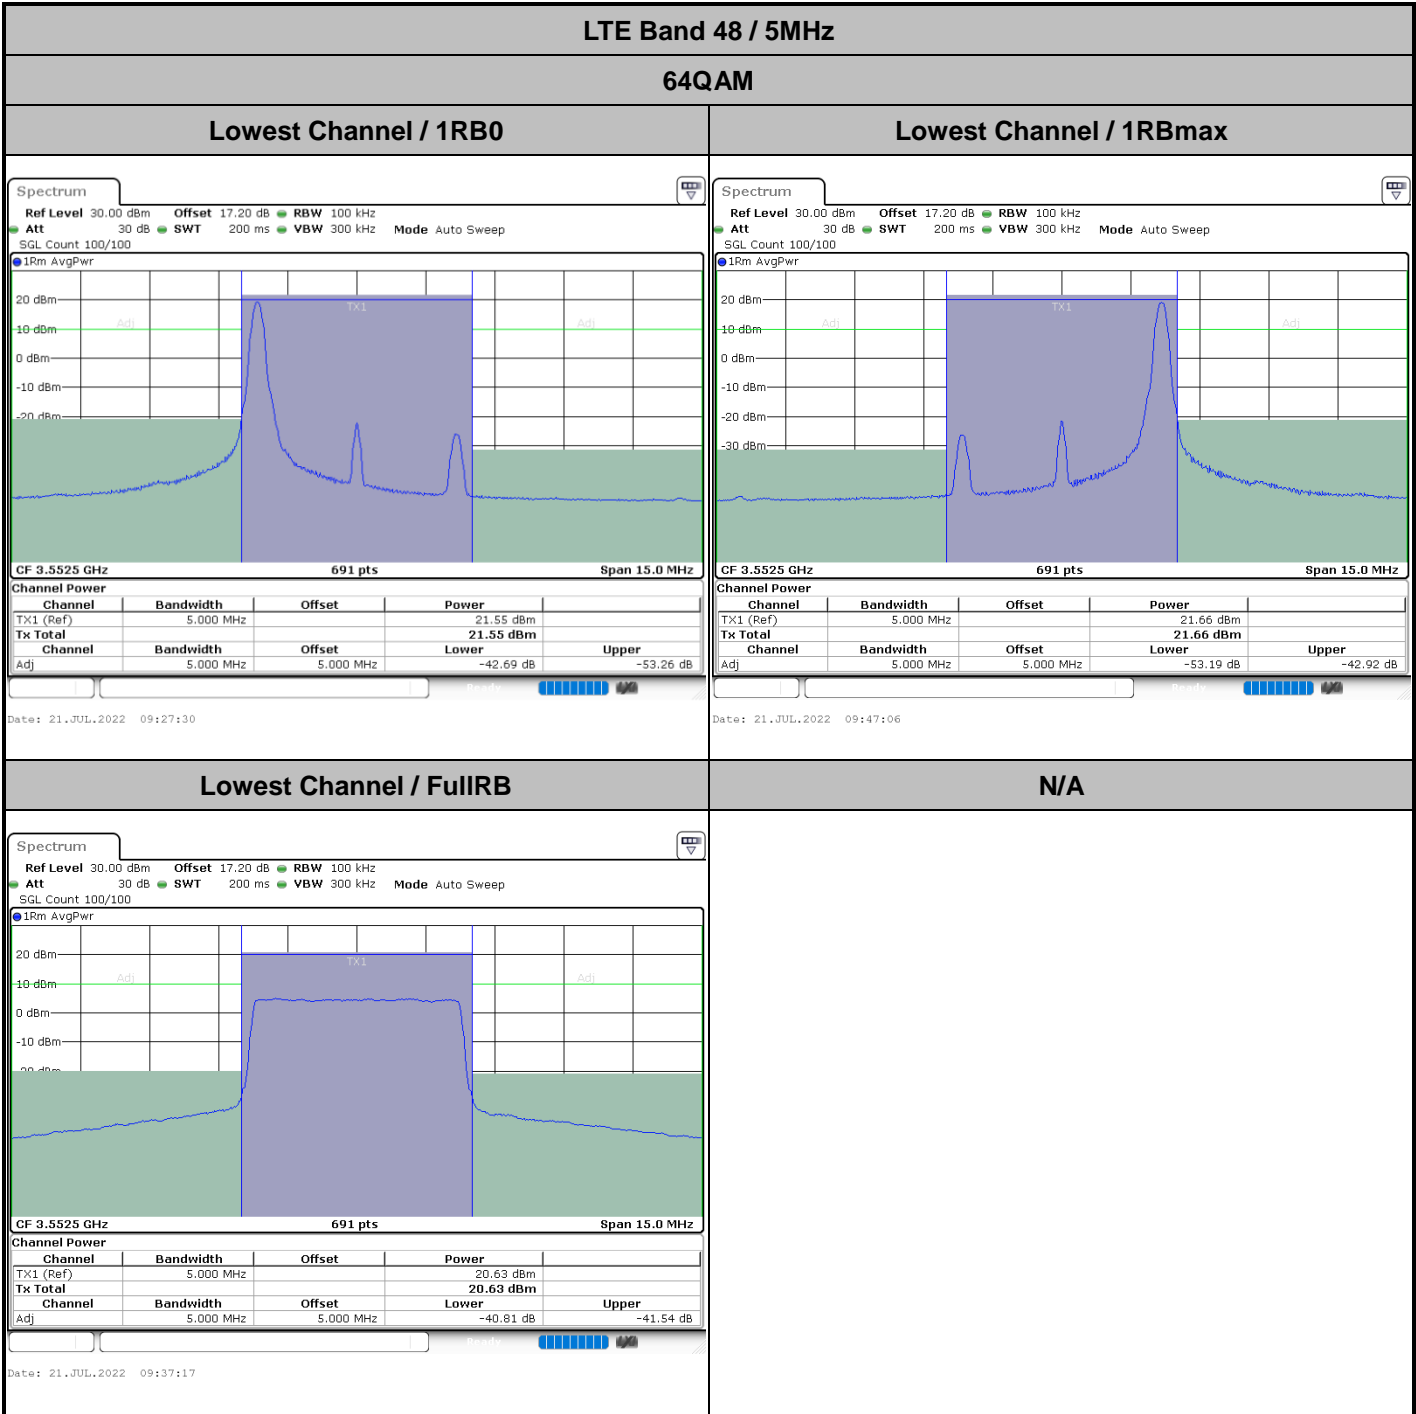 LTE Band 48 / 5MHz
64QAM
Lowest Channel / 1RB0
Lowest Channel / 1RBmax
Spectrum
Ref Level 30.00 dBm Offset 17.20 dB RBW 100 kHz
Att 30 dB SWT 200 ms VBW 300 kHz Mode Auto Sweep
SGL Count 100/100
1Rm AvgPwr
TX1
Adj
Adj
20 dBm
10 dBm
0 dBm
-10 dBm
-20 dBm
CF 3.5525 GHz 691 pts Span 15.0 MHz
Channel Power
Channel Bandwidth Offset Power
TX1 (Ref) 5.000 MHz 21.55 dBm
Tx Total 21.55 dBm
Channel Bandwidth Offset Lower Upper
Adj 5.000 MHz 5.000 MHz -42.69 dB -53.26 dB
Ready
Date: 21.JUL.2022 09:27:30
Spectrum
Ref Level 30.00 dBm Offset 17.20 dB RBW 100 kHz
Att 30 dB SWT 200 ms VBW 300 kHz Mode Auto Sweep
SGL Count 100/100
1Rm AvgPwr
TX1
Adj
Adj
20 dBm
10 dBm
0 dBm
-10 dBm
-20 dBm
-30 dBm
CF 3.5525 GHz 691 pts Span 15.0 MHz
Channel Power
Channel Bandwidth Offset Power
TX1 (Ref) 5.000 MHz 21.66 dBm
Tx Total 21.66 dBm
Channel Bandwidth Offset Lower Upper
Adj 5.000 MHz 5.000 MHz -53.19 dB -42.92 dB
Ready
Date: 21.JUL.2022 09:47:06
Lowest Channel / FullRB
N/A
Spectrum
Ref Level 30.00 dBm Offset 17.20 dB RBW 100 kHz
Att 30 dB SWT 200 ms VBW 300 kHz Mode Auto Sweep
SGL Count 100/100
1Rm AvgPwr
TX1
Adj
Adj
20 dBm
10 dBm
0 dBm
-10 dBm
-20 dBm
CF 3.5525 GHz 691 pts Span 15.0 MHz
Channel Power
Channel Bandwidth Offset Power
TX1 (Ref) 5.000 MHz 20.63 dBm
Tx Total 20.63 dBm
Channel Bandwidth Offset Lower Upper
Adj 5.000 MHz 5.000 MHz -40.81 dB -41.54 dB
Ready
Date: 21.JUL.2022 09:37:17